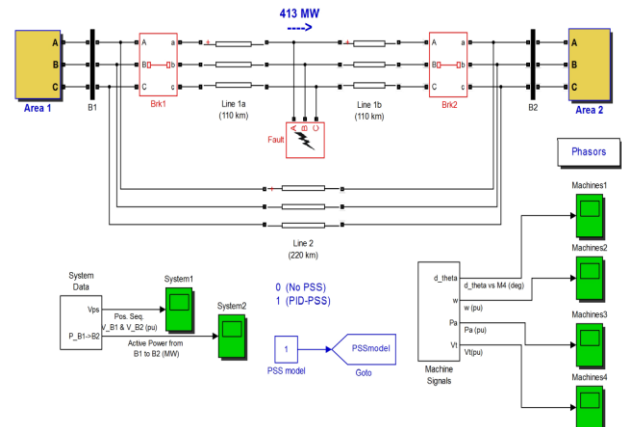 413 MW
---->
A A a A a A
B B b B b B
C C c C c C
Area 1
B1
Brk1
Line 1a
(110 km)
Line 1b
(110 km)
Brk2
B2
Area 2
A B C
Fault
Phasors
Line 2
(220 km)
Machines1
d_theta
d_theta vs M4 (deg)
Machines2
w
w (pu)
Machines3
Pa
Pa (pu)
Vt
Vt(pu)
Machines4
Machine
Signals
System
Data
Vps
Pos. Seq.
V_B1 & V_B2 (pu)
System1
P_B1->B2
Active Power from
B1 to B2 (MW)
System2
0 (No PSS)
1 (PID-PSS)
1
PSS model
PSSmodel
Goto